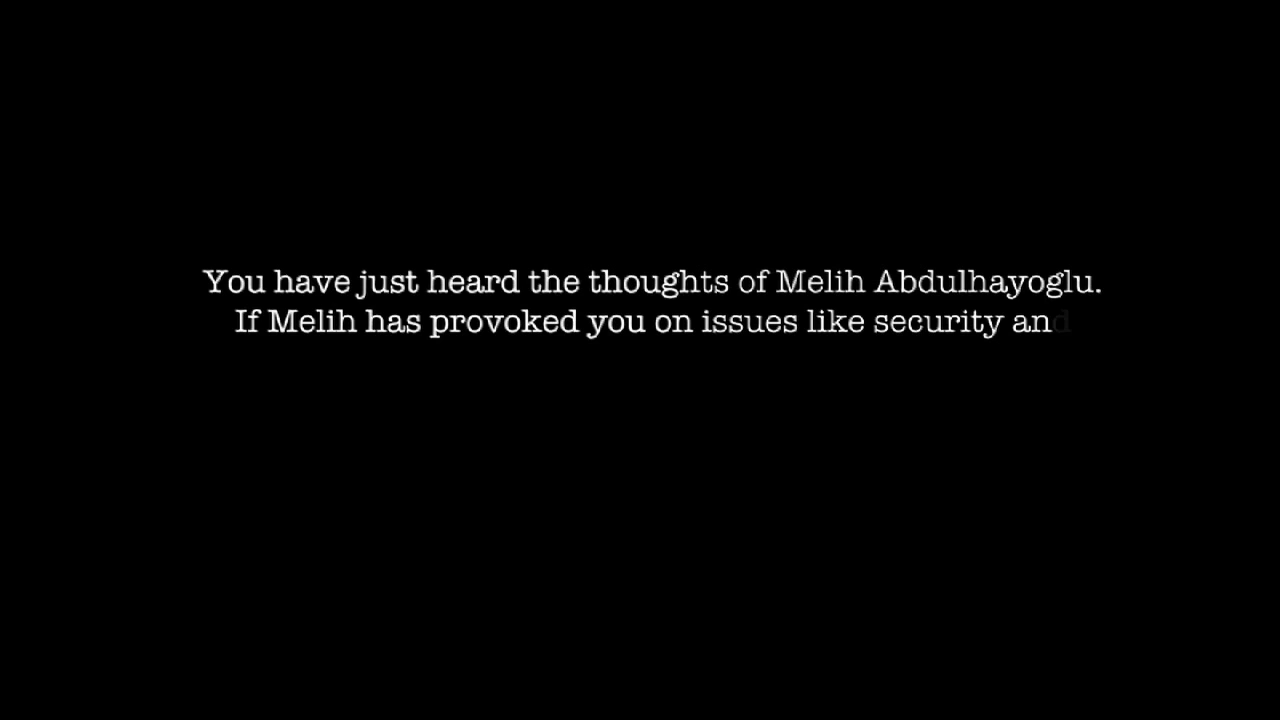 You have just heard the thoughts of Melih Abdulhayoglu.
If Melih has provoked you on issues like security and